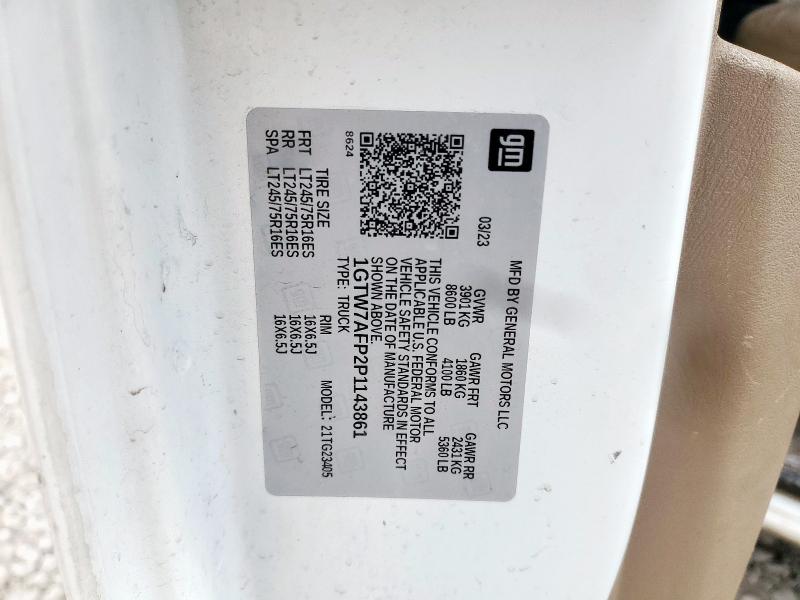 gm
MFD BY GENERAL MOTORS LLC
03/23
GVWR GAWR FRT GAWR RR
3901 KG 1860 KG 2431 KG
8600 LB 4100 LB 5360 LB
THIS VEHICLE CONFORMS TO ALL
APPLICABLE U.S. FEDERAL MOTOR
VEHICLE SAFETY STANDARDS IN EFFECT
ON THE DATE OF MANUFACTURE
SHOWN ABOVE.
1GTW7AFP2P1143861
TYPE: TRUCK
MODEL: 21TG23405
8624
TIRE SIZE RIM
FRT LT245/75R16ES 16X6.5J
RR LT245/75R16ES 16X6.5J
SPA LT245/75R16ES 16X6.5J